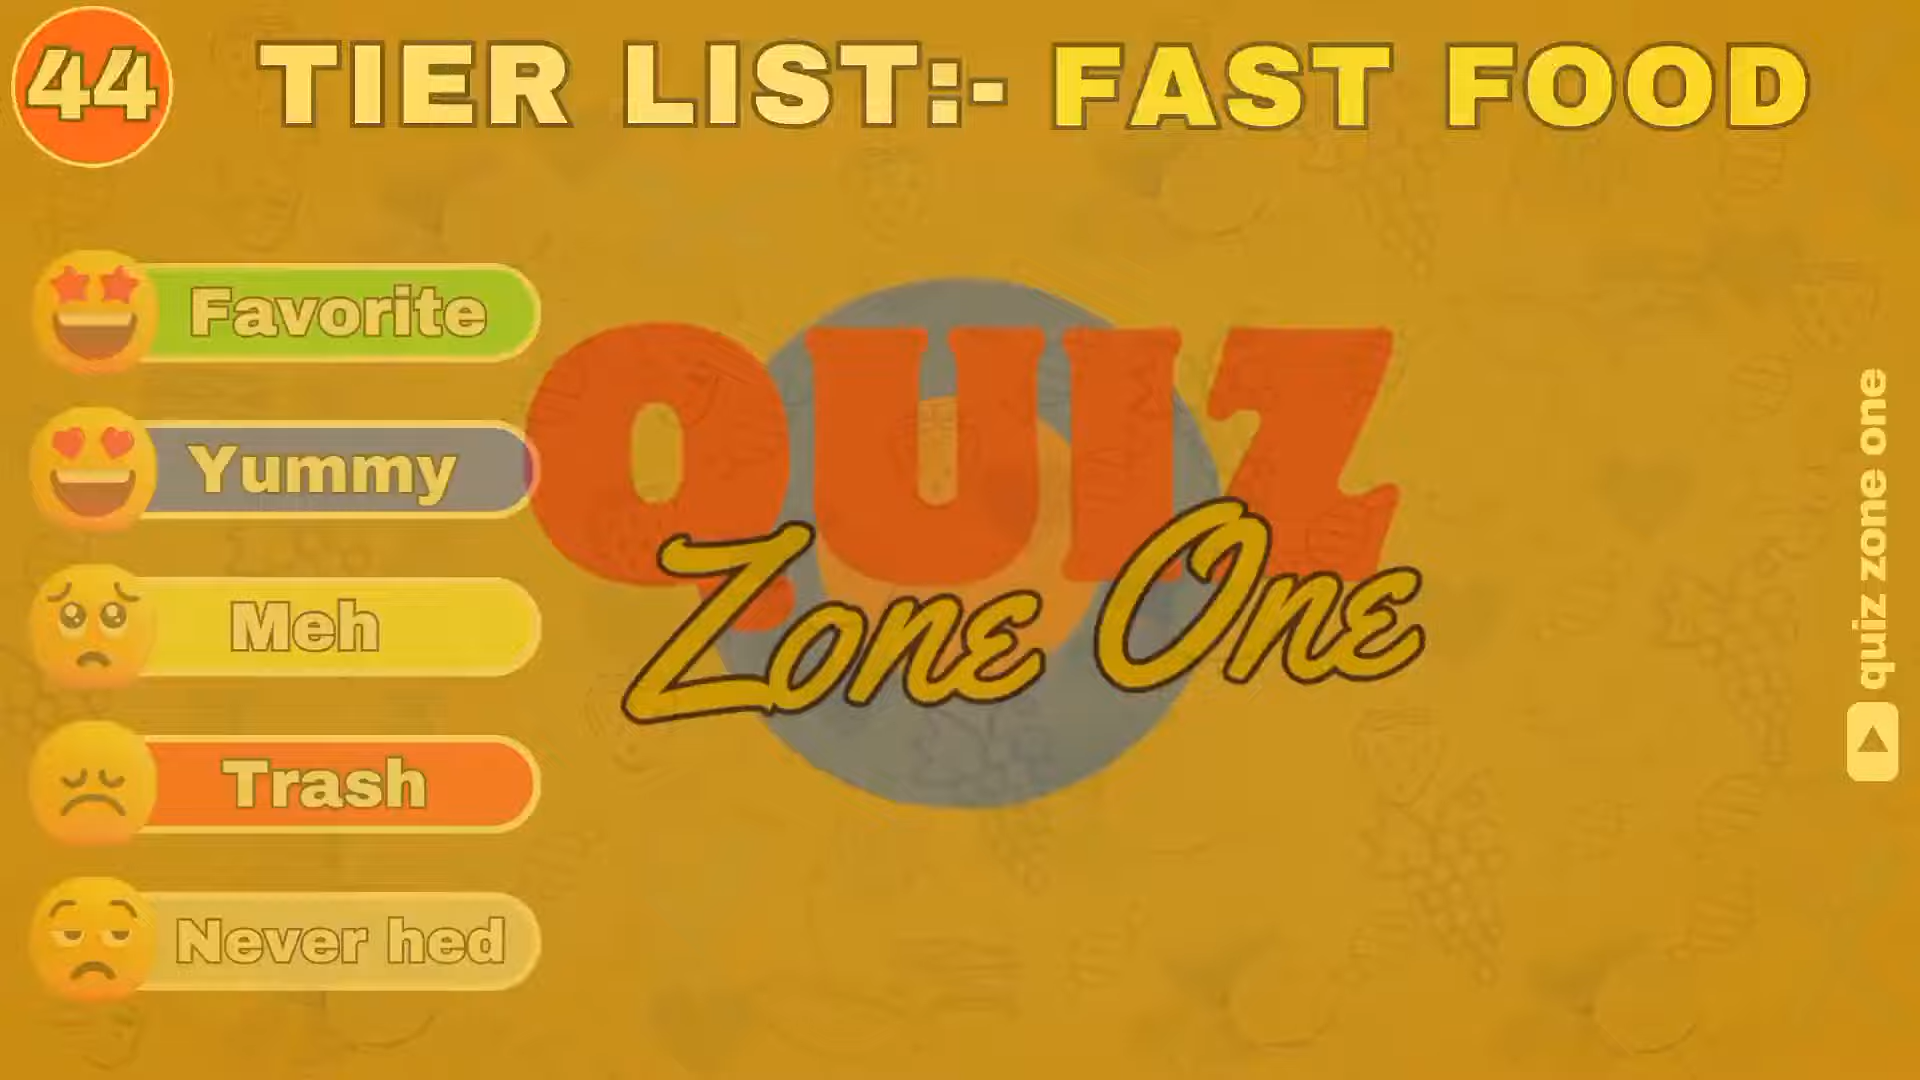 44
TIER LIST:- FAST FOOD
Favorite
Yummy
Meh
Trash
Never hed
QUIZ
Zone One
quiz zone one